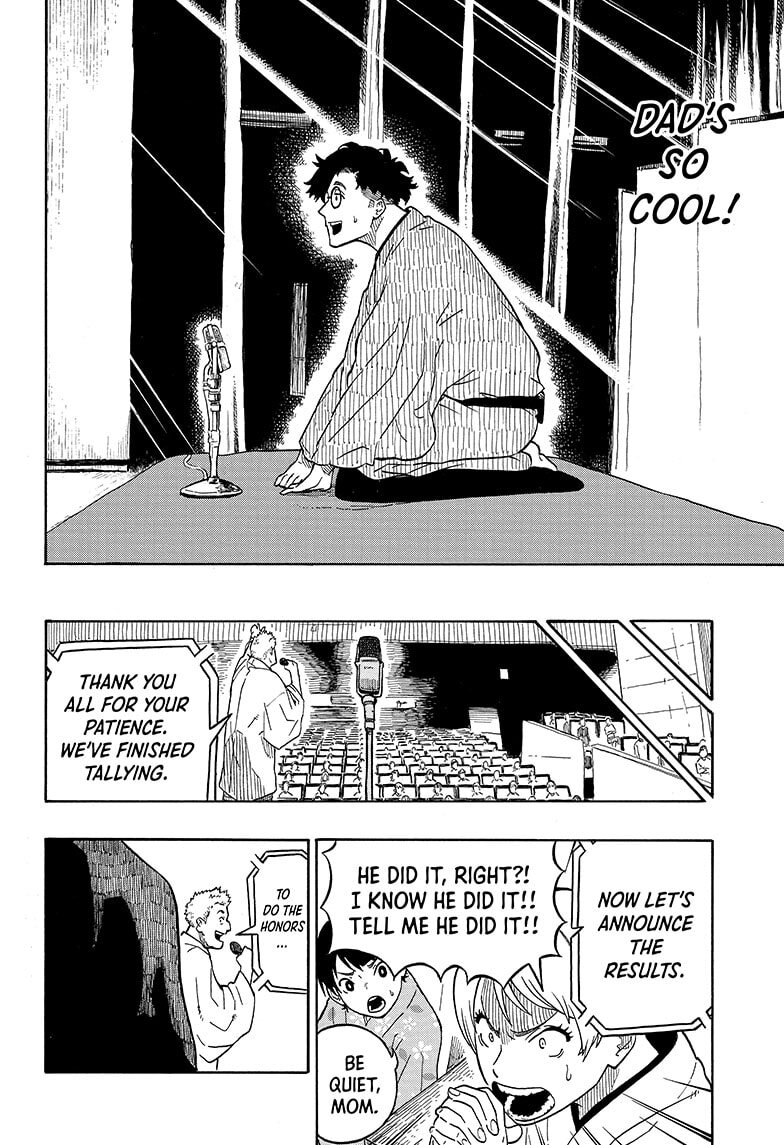 DAD'S
SO
COOL!
THANK YOU
ALL FOR YOUR
PATIENCE.
WE'VE FINISHED
TALLYING.
NOW LET'S
ANNOUNCE
THE
RESULTS.
HE DID IT, RIGHT?!
I KNOW HE DID IT!!
TELL ME HE DID IT!!
BE
QUIET,
MOM.
TO
DO THE
HONORS
...